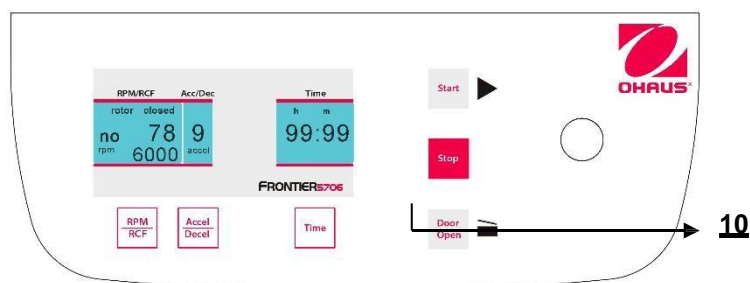 OHAUS
RPM/RCF Acc/Dec Time
rotor closed
no 78 9
rpm 6000 accel
h m
99:99
Start
Stop
FRONTIER5706
RPM
RCF
Accel
Decel
Time
Door
Open
10